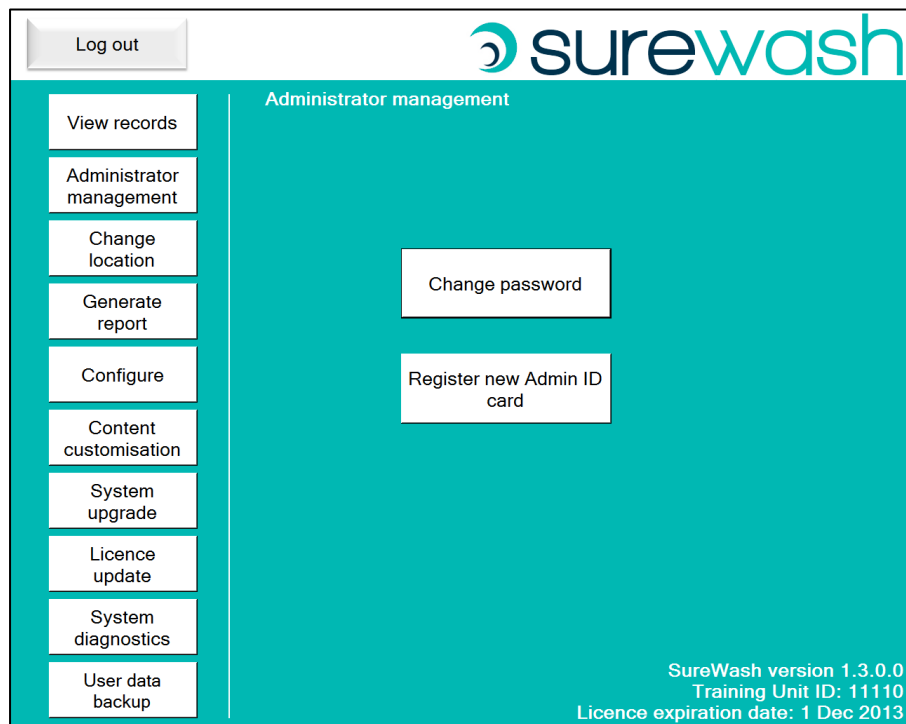 Log out
surewash
Administrator management
View records
Administrator
management
Change
location
Generate
report
Configure
Content
customisation
System
upgrade
Licence
update
System
diagnostics
User data
backup
Change password
Register new Admin ID
card
SureWash version 1.3.0.0
Training Unit ID: 11110
Licence expiration date: 1 Dec 2013